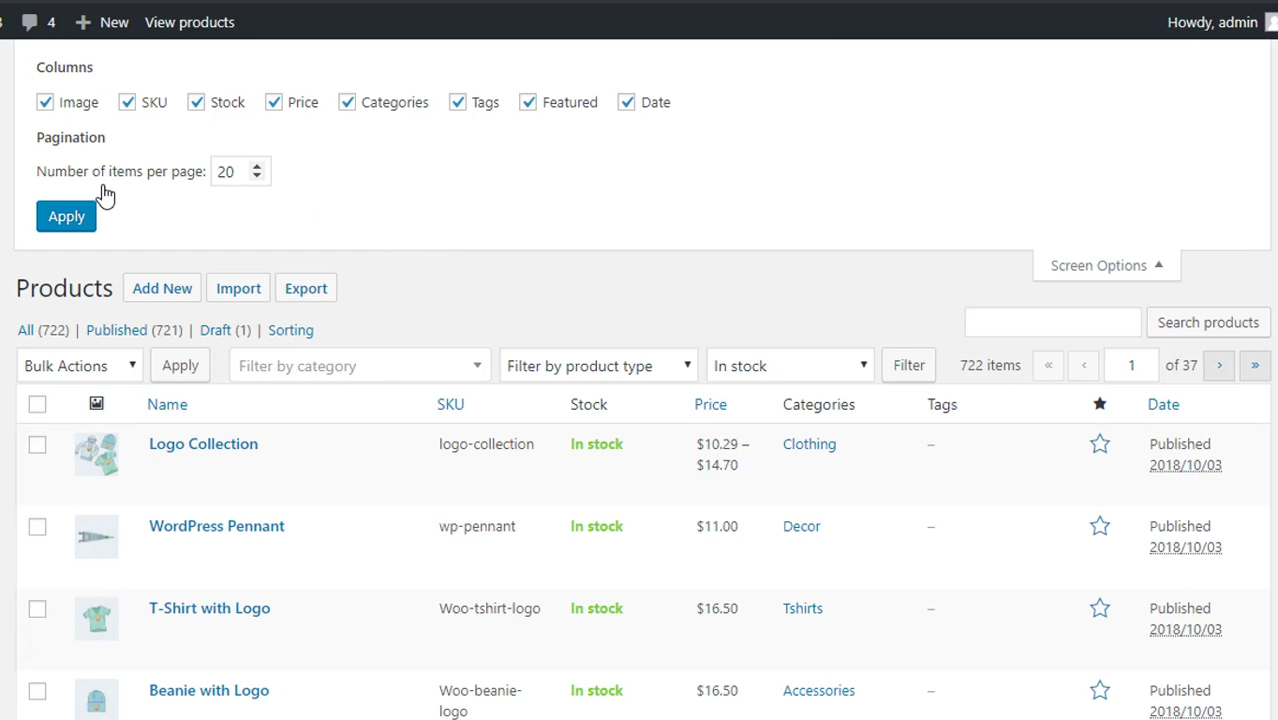 4 New View products Howdy, admin
Columns
Image SKU Stock Price Categories Tags Featured Date
Pagination
Number of items per page: 20
Apply
Screen Options
Products Add New Import Export
All (722) | Published (721) | Draft (1) | Sorting
Search products
Bulk Actions Apply Filter by category Filter by product type In stock Filter 722 items « ‹ 1 of 37 › »
Name SKU Stock Price Categories Tags Date
Logo Collection logo-collection In stock $10.29 – Clothing – Published
$14.70 2018/10/03
WordPress Pennant wp-pennant In stock $11.00 Decor – Published
2018/10/03
T-Shirt with Logo Woo-tshirt-logo In stock $16.50 Tshirts – Published
2018/10/03
Beanie with Logo Woo-beanie- In stock $16.50 Accessories – Published
logo 2018/10/03